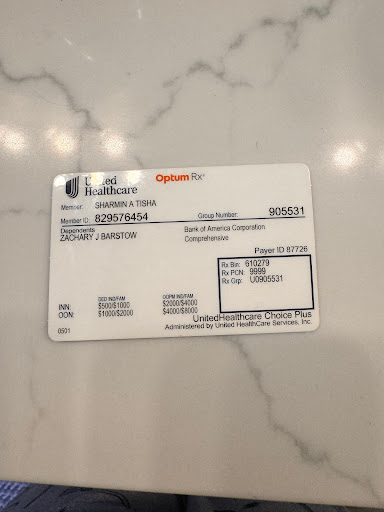 United
Healthcare
Optum Rx®
Member: SHARMIN A TISHA
Member ID: 829576454 Group Number: 905531
Dependents
ZACHARY J BARSTOW
Bank of America Corporation
Comprehensive
Payer ID 87726
Rx Bin: 610279
Rx PCN: 9999
Rx Grp: U0905531
DED IND/FAM OOPM IND/FAM
INN: $500/$1000 $2000/$4000
OON: $1000/$2000 $4000/$8000
UnitedHealthcare Choice Plus
0501 Administered by United HealthCare Services, Inc.